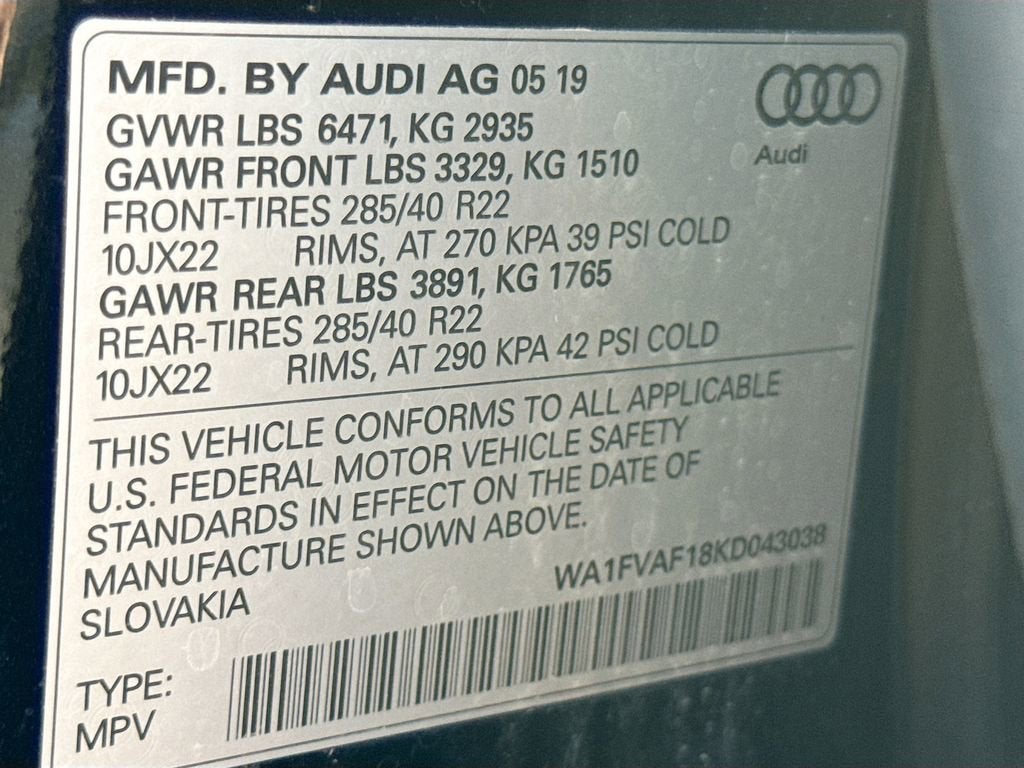 MFD. BY AUDI AG 05 19
GVWR LBS 6471, KG 2935
GAWR FRONT LBS 3329, KG 1510
Audi
FRONT-TIRES 285/40 R22
10JX22 RIMS, AT 270 KPA 39 PSI COLD
GAWR REAR LBS 3891, KG 1765
REAR-TIRES 285/40 R22
10JX22 RIMS, AT 290 KPA 42 PSI COLD
THIS VEHICLE CONFORMS TO ALL APPLICABLE
U.S. FEDERAL MOTOR VEHICLE SAFETY
STANDARDS IN EFFECT ON THE DATE OF
MANUFACTURE SHOWN ABOVE.
SLOVAKIA WA1FVAF18KD043038
TYPE:
MPV